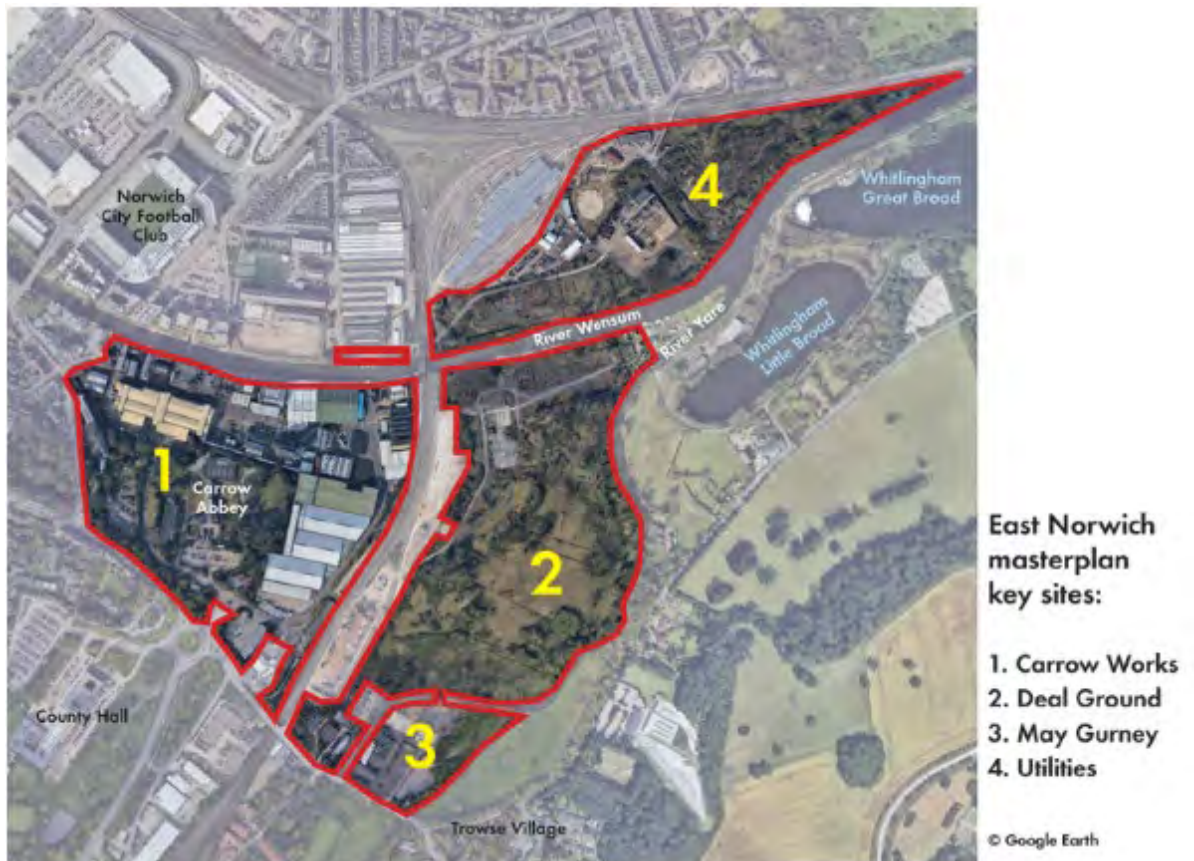 Norwich
City Football
Club
4
Whitlingham
Great Broad
River Wensum
River Yare
Whitlingham
Little Broad
1
Carrow
Abbey
2
3
County Hall
Trowse Village
East Norwich
masterplan
key sites:
1. Carrow Works
2. Deal Ground
3. May Gurney
4. Utilities
© Google Earth